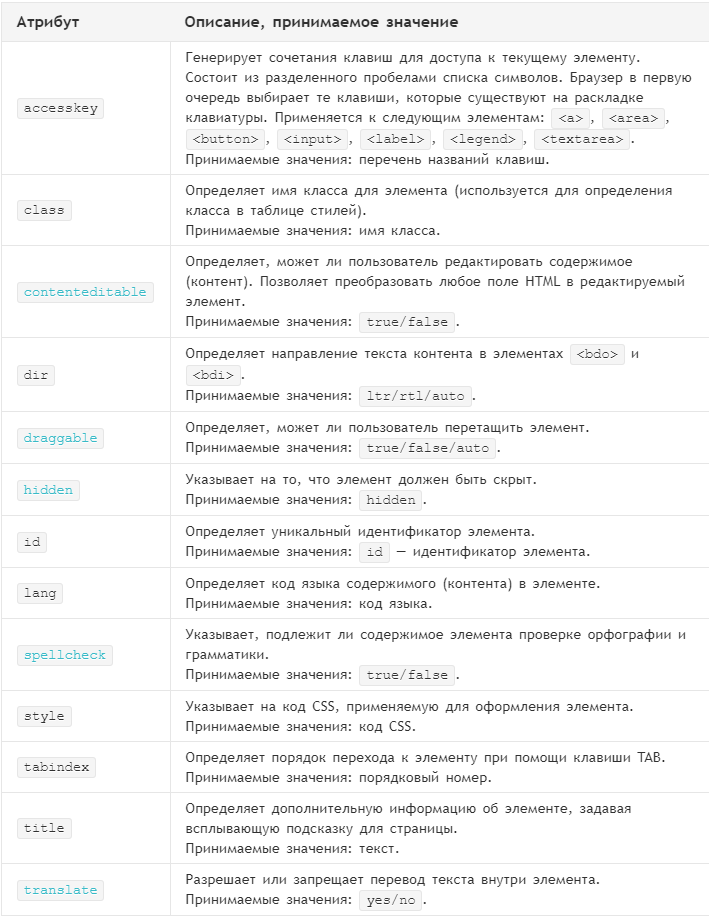 Атрибут Описание, принимаемое значение
accesskey
Генерирует сочетания клавиш для доступа к текущему элементу.
Состоит из разделенного пробелами списка символов. Браузер в первую
очередь выбирает те клавиши, которые существуют на раскладке
клавиатуры. Применяется к следующим элементам: <a>, <area>,
<button>, <input>, <label>, <legend>, <textarea>.
Принимаемые значения: перечень названий клавиш.
class
Определяет имя класса для элемента (используется для определения
класса в таблице стилей).
Принимаемые значения: имя класса.
contenteditable
Определяет, может ли пользователь редактировать содержимое
(контент). Позволяет преобразовать любое поле HTML в редактируемый
элемент.
Принимаемые значения: true/false.
dir
Определяет направление текста контента в элементах <bdo> и
<bdi>.
Принимаемые значения: ltr/rtl/auto.
draggable
Определяет, может ли пользователь перетащить элемент.
Принимаемые значения: true/false/auto.
hidden
Указывает на то, что элемент должен быть скрыт.
Принимаемые значения: hidden.
id
Определяет уникальный идентификатор элемента.
Принимаемые значения: id — идентификатор элемента.
lang
Определяет код языка содержимого (контента) в элементе.
Принимаемые значения: код языка.
spellcheck
Указывает, подлежит ли содержимое элемента проверке орфографии и
грамматики.
Принимаемые значения: true/false.
style
Указывает на код CSS, применяемую для оформления элемента.
Принимаемые значения: код CSS.
tabindex
Определяет порядок перехода к элементу при помощи клавиши TAB.
Принимаемые значения: порядковый номер.
title
Определяет дополнительную информацию об элементе, задавая
всплывающую подсказку для страницы.
Принимаемые значения: текст.
translate
Разрешает или запрещает перевод текста внутри элемента.
Принимаемые значения: yes/no.